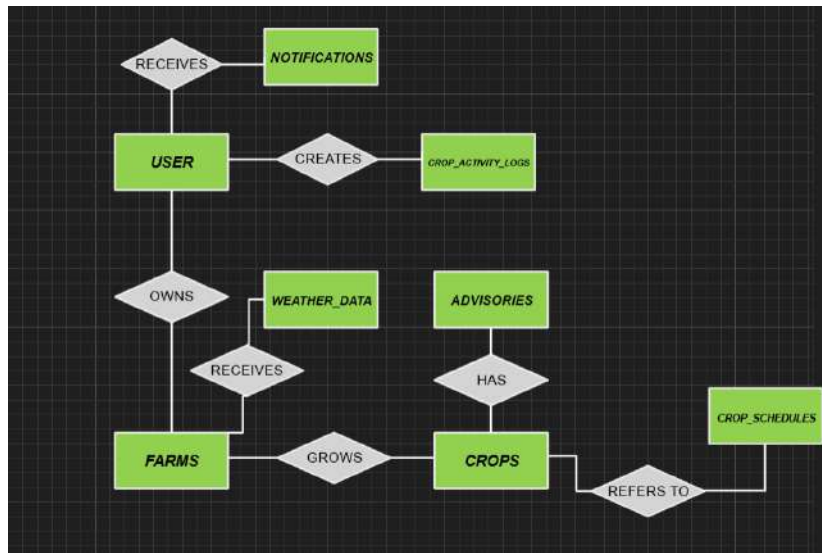 RECEIVES
NOTIFICATIONS
USER
CREATES
CROP_ACTIVITY_LOGS
OWNS
WEATHER_DATA
ADVISORIES
RECEIVES
HAS
CROP_SCHEDULES
FARMS
GROWS
CROPS
REFERS TO